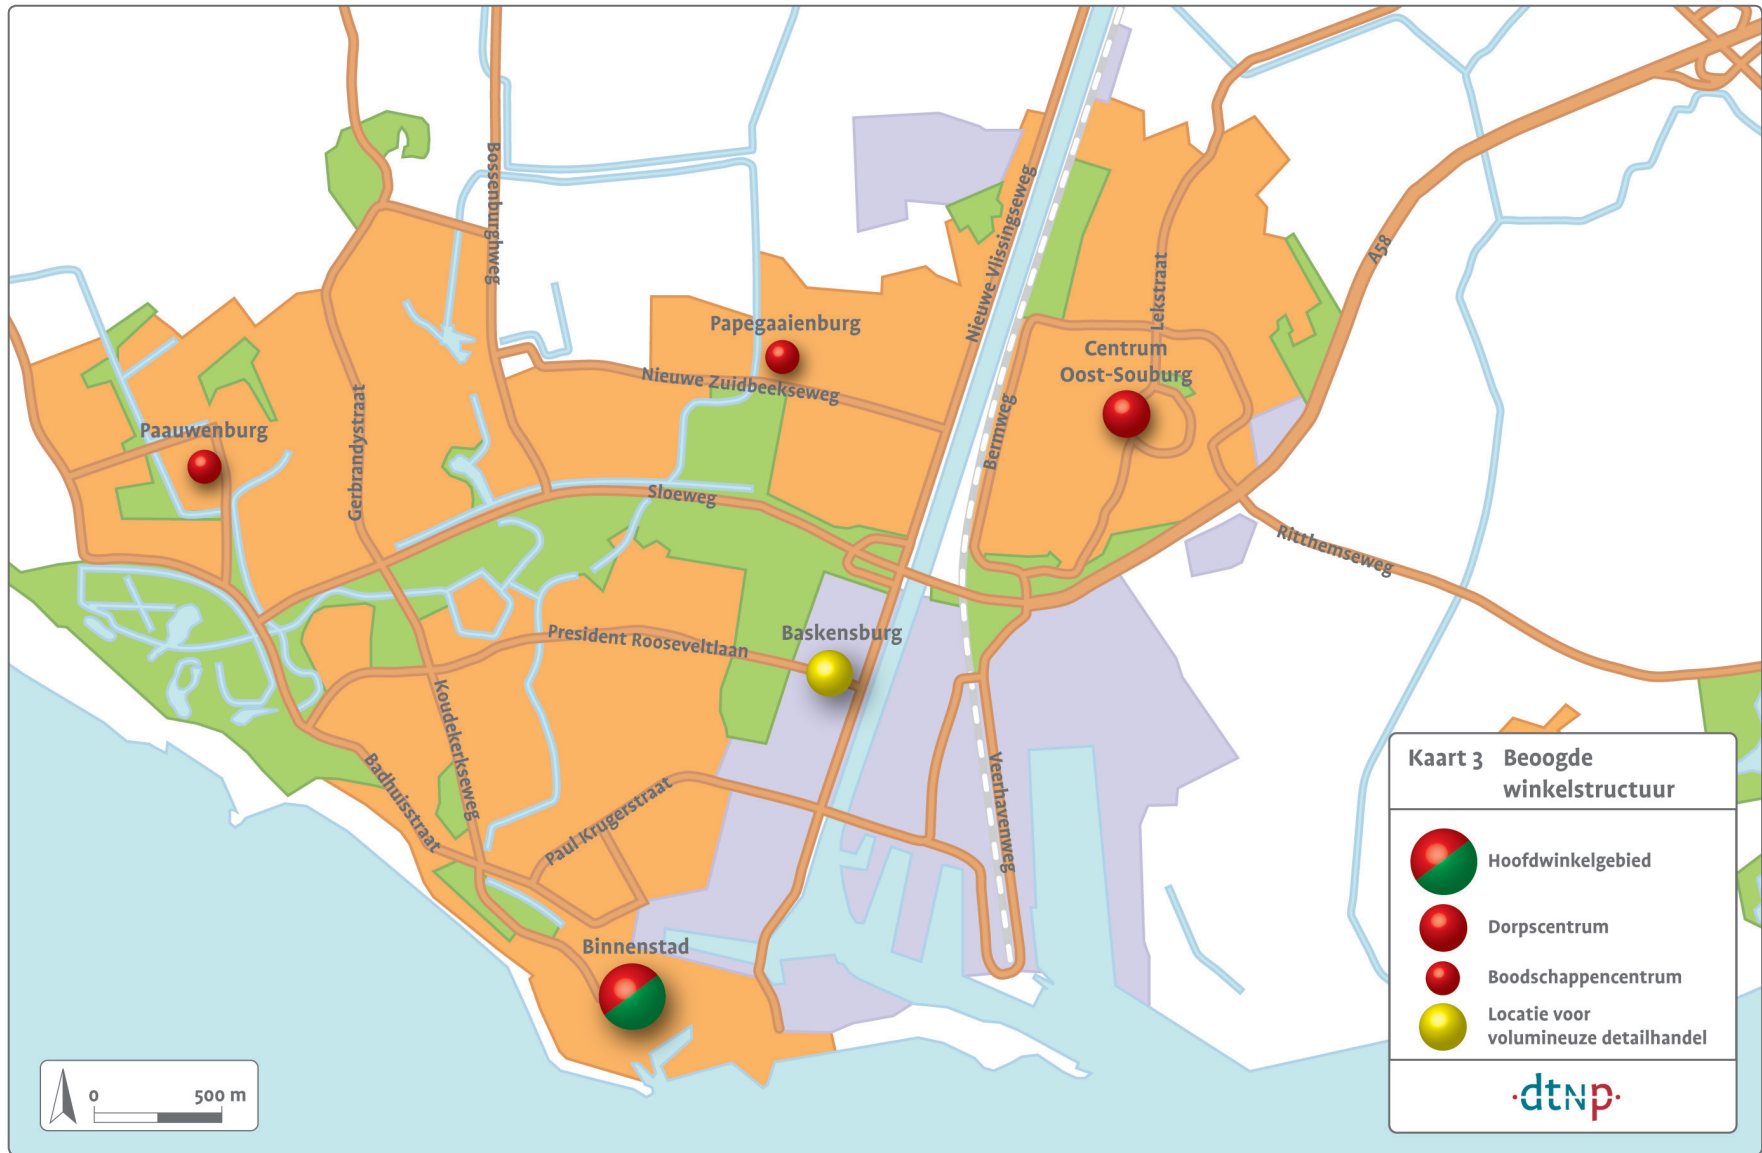 Bossenburghweg
Nieuwe Vlissingseweg
A58
Lekstraat
Papegaaienburg
Nieuwe Zuidbeekseweg
Centrum
Oost-Souburg
Bermweg
Paauwenburg
Gerbrandystraat
Sloeweg
Ritthemseweg
President Rooseveltlaan
Baskensburg
Koudekerkseweg
Badhuisstraat
Paul Krugerstraat
Veerhavenweg
Binnenstad
0 500 m
Kaart 3 Beoogde
winkelstructuur
Hoofdwinkelgebied
Dorpscentrum
Boodschappencentrum
Locatie voor
volumineuze detailhandel
·dtNp·